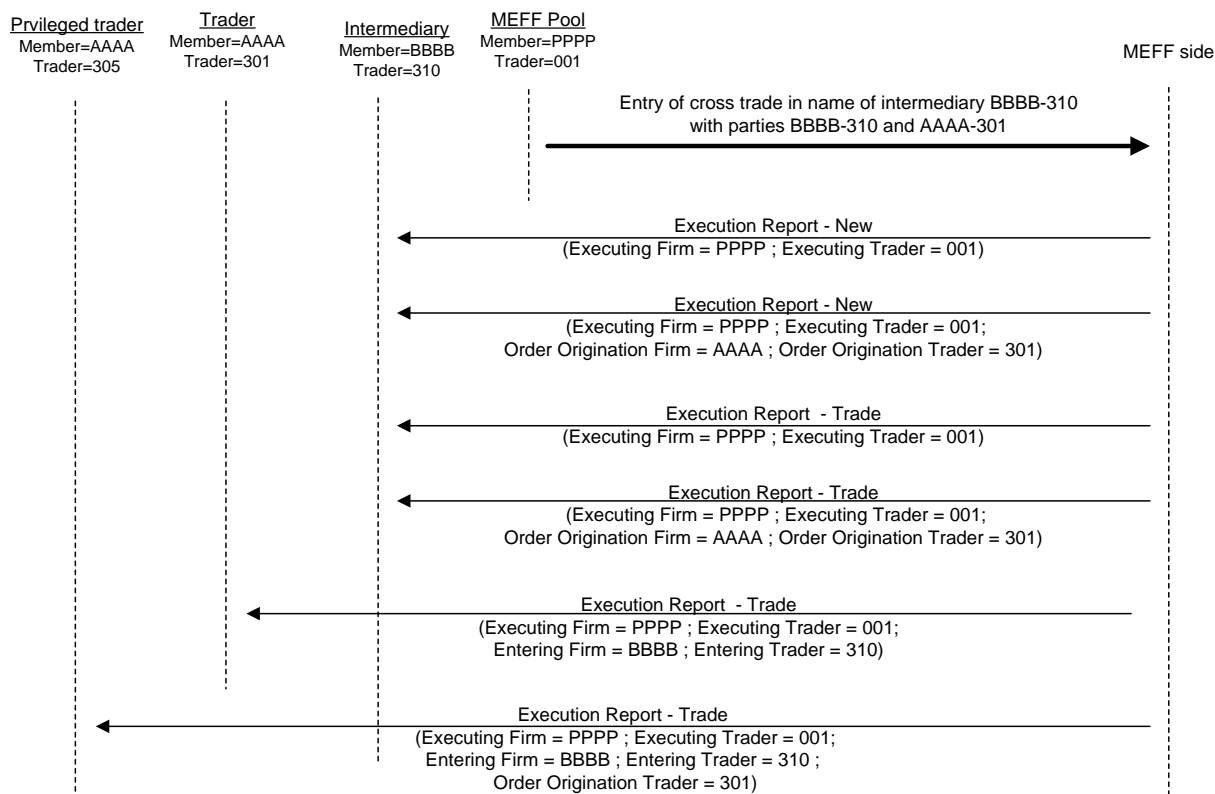 Prvileged trader
Member=AAAA
Trader=305
Trader
Member=AAAA
Trader=301
Intermediary
Member=BBBB
Trader=310
MEFF Pool
Member=PPPP
Trader=001
MEFF side
Entry of cross trade in name of intermediary BBBB-310
with parties BBBB-310 and AAAA-301
Execution Report - New
(Executing Firm = PPPP ; Executing Trader = 001)
Execution Report - New
(Executing Firm = PPPP ; Executing Trader = 001;
Order Origination Firm = AAAA ; Order Origination Trader = 301)
Execution Report - Trade
(Executing Firm = PPPP ; Executing Trader = 001)
Execution Report - Trade
(Executing Firm = PPPP ; Executing Trader = 001;
Order Origination Firm = AAAA ; Order Origination Trader = 301)
Execution Report - Trade
(Executing Firm = PPPP ; Executing Trader = 001;
Entering Firm = BBBB ; Entering Trader = 310)
Execution Report - Trade
(Executing Firm = PPPP ; Executing Trader = 001;
Entering Firm = BBBB ; Entering Trader = 310 ;
Order Origination Trader = 301)